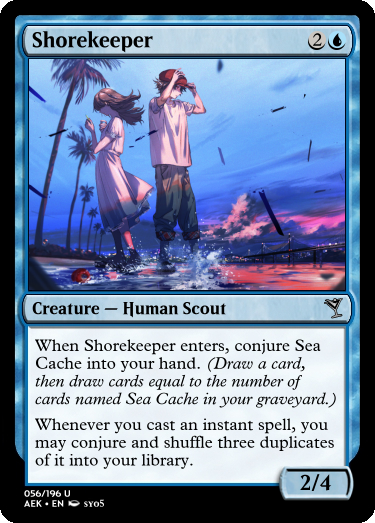 Shorekeeper 2
Creature — Human Scout
When Shorekeeper enters, conjure Sea
Cache into your hand. (Draw a card,
then draw cards equal to the number of
cards named Sea Cache in your graveyard.)
Whenever you cast an instant spell, you
may conjure and shuffle three duplicates
of it into your library.
2/4
056/196 U
AEK • EN syo5